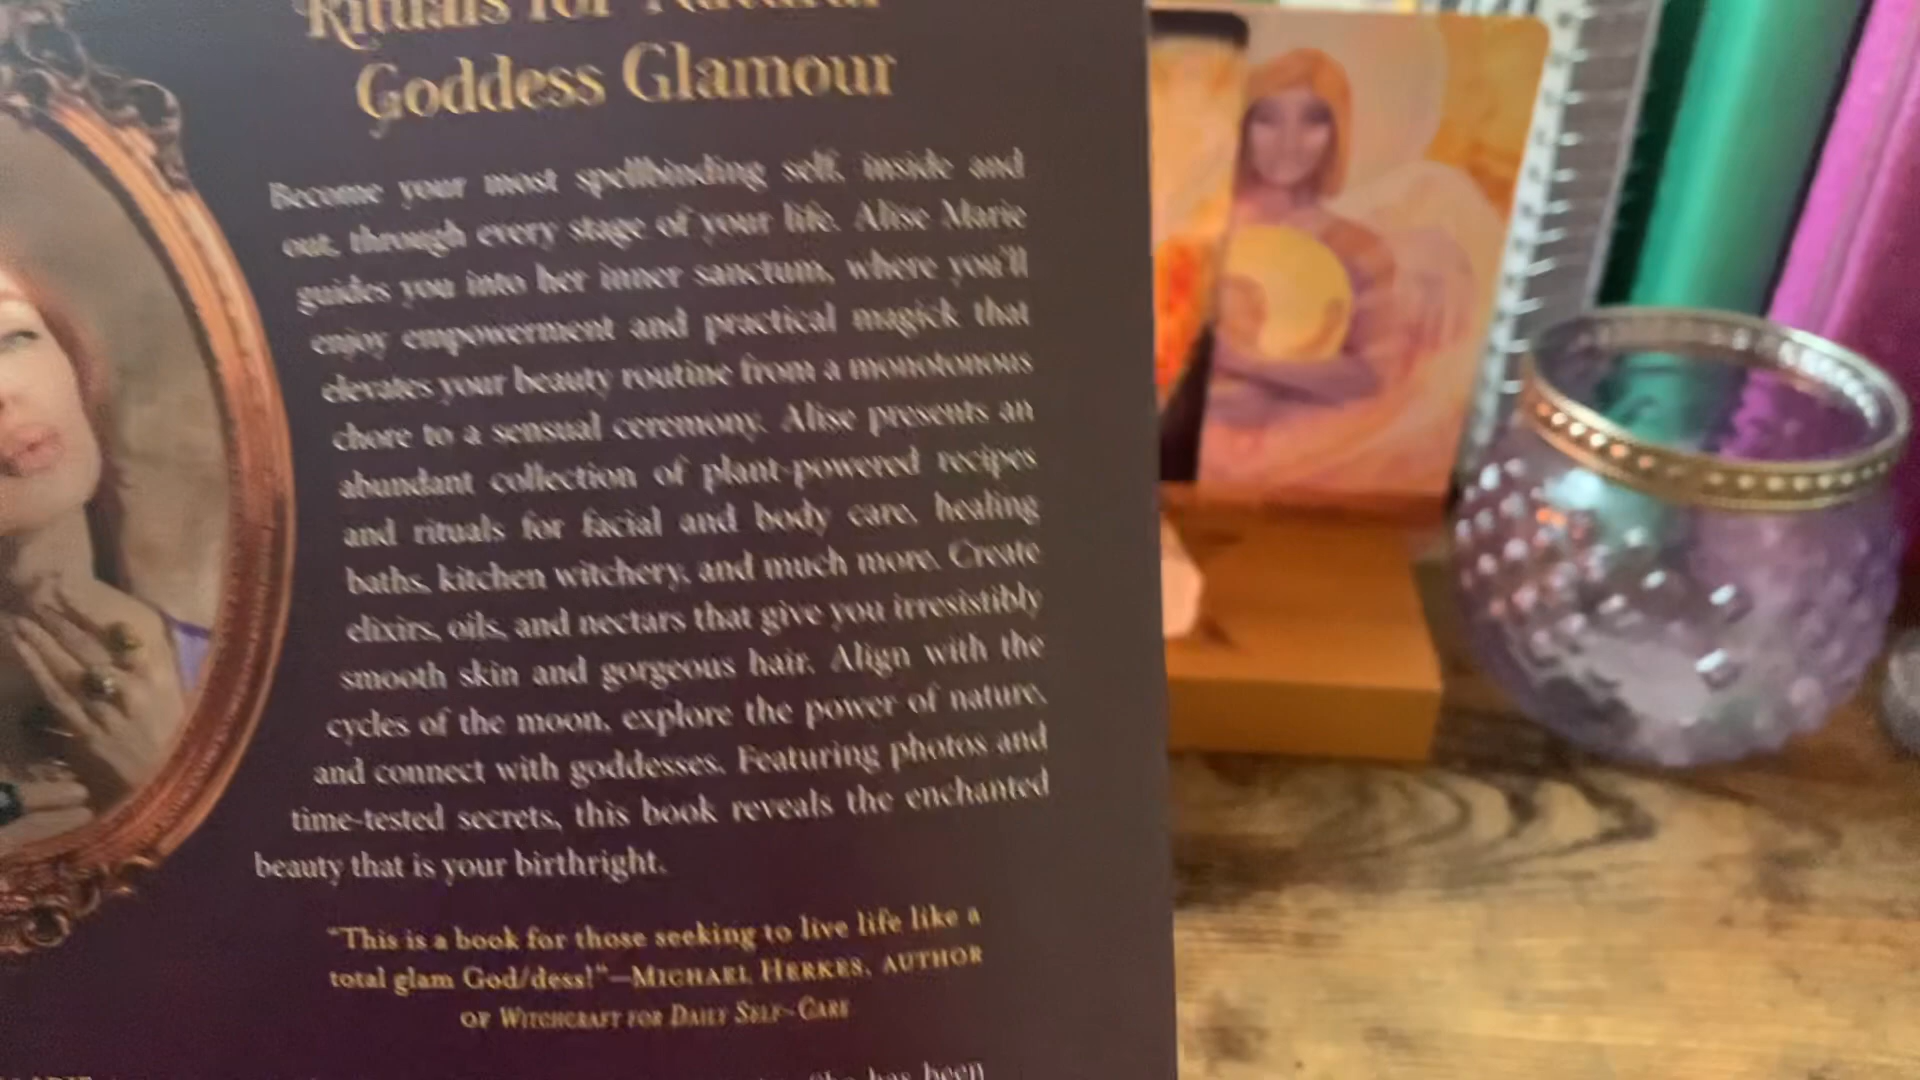 Rituals for Natural
Goddess Glamour
Become your most spellbinding self, inside and
out, through every stage of your life. Alise Marie
guides you into her inner sanctum, where you'll
enjoy empowerment and practical magick that
elevates your beauty routine from a monotonous
chore to a sensual ceremony. Alise presents an
abundant collection of plant-powered recipes
and rituals for facial and body care, healing
baths, kitchen witchery, and much more. Create
elixirs, oils, and nectars that give you irresistibly
smooth skin and gorgeous hair. Align with the
cycles of the moon, explore the power of nature,
and connect with goddesses. Featuring photos and
time-tested secrets, this book reveals the enchanted
beauty that is your birthright.
"This is a book for those seeking to live life like a
total glam God/dess!"—MICHAEL HERKES, AUTHOR
OF WITCHCRAFT FOR DAILY SELF-CARE
She has been